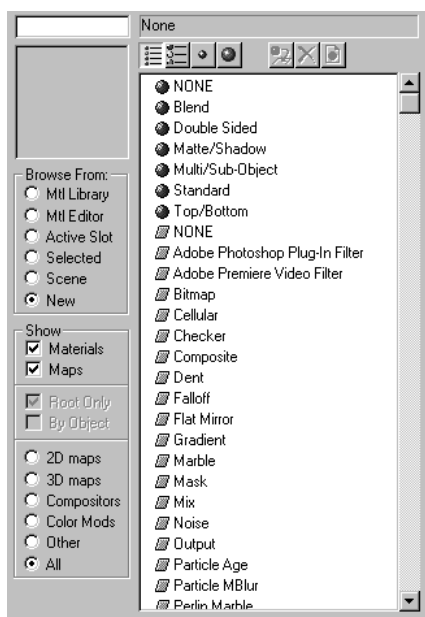 None
Browse From:
Mtl Library
Mtl Editor
Active Slot
Selected
Scene
New
Show
Materials
Maps
Root Only
By Object
2D maps
3D maps
Compositors
Color Mods
Other
All
NONE
Blend
Double Sided
Matte/Shadow
Multi/Sub-Object
Standard
Top/Bottom
NONE
Adobe Photoshop Plug-In Filter
Adobe Premiere Video Filter
Bitmap
Cellular
Checker
Composite
Dent
Falloff
Flat Mirror
Gradient
Marble
Mask
Mix
Noise
Output
Particle Age
Particle MBlur
Perlin Marble